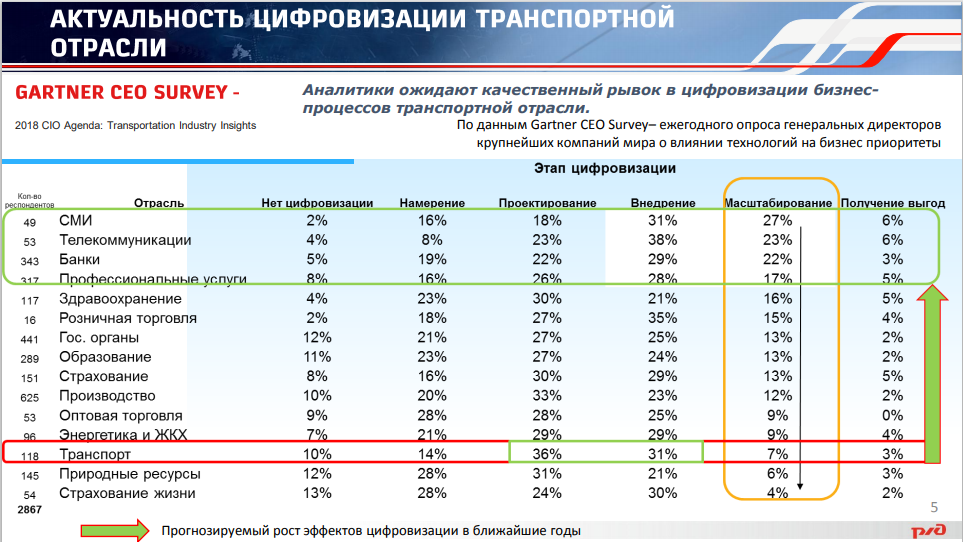 АКТУАЛЬНОСТЬ ЦИФРОВИЗАЦИИ ТРАНСПОРТНОЙ
ОТРАСЛИ
GARTNER CEO SURVEY -
2018 CIO Agenda: Transportation Industry Insights
Аналитики ожидают качественный рывок в цифровизации бизнес-
процессов транспортной отрасли.
По данным Gartner CEO Survey– ежегодного опроса генеральных директоров
крупнейших компаний мира о влиянии технологий на бизнес приоритеты
Этап цифровизации
Кол-во
респондентов Отрасль Нет цифровизации Намерение Проектирование Внедрение Масштабирование Получение выгод
49 СМИ 2% 16% 18% 31% 27% 6%
53 Телекоммуникации 4% 8% 23% 38% 23% 6%
343 Банки 5% 19% 22% 29% 22% 3%
317 Профессиональные услуги 8% 16% 26% 28% 17% 5%
117 Здравоохранение 4% 23% 30% 21% 16% 5%
16 Розничная торговля 2% 18% 27% 35% 15% 4%
441 Гос. органы 12% 21% 27% 25% 13% 2%
289 Образование 11% 23% 27% 24% 13% 2%
151 Страхование 8% 16% 30% 29% 13% 5%
625 Производство 10% 20% 33% 23% 12% 2%
53 Оптовая торговля 9% 28% 28% 25% 9% 0%
96 Энергетика и ЖКХ 7% 21% 29% 29% 9% 4%
118 Транспорт 10% 14% 36% 31% 7% 3%
145 Природные ресурсы 12% 28% 31% 21% 6% 3%
54 Страхование жизни 13% 28% 24% 30% 4% 2%
2867
5
Прогнозируемый рост эффектов цифровизации в ближайшие годы
ржд